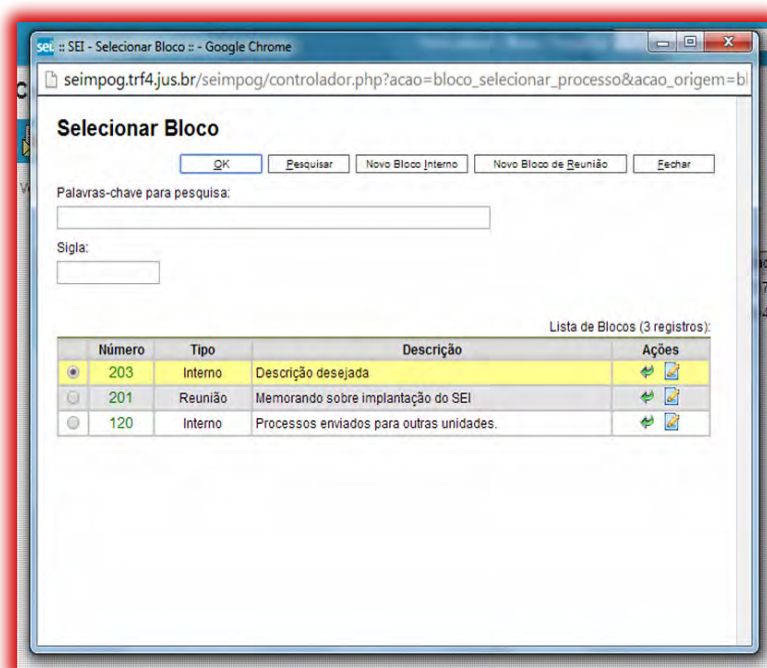 sei. :: SEI - Selecionar Bloco :: - Google Chrome
seimpog.trf4.jus.br/seimpog/controlador.php?acao=bloco_selecionar_processo&acao_origem=bl
Selecionar Bloco
OK Pesquisar Novo Bloco Interno Novo Bloco de Reunião Fechar
Palavras-chave para pesquisa:
Sigla:
Lista de Blocos (3 registros):
Número Tipo Descrição Ações
203 Interno Descrição desejada
201 Reunião Memorando sobre implantação do SEI
120 Interno Processos enviados para outras unidades.